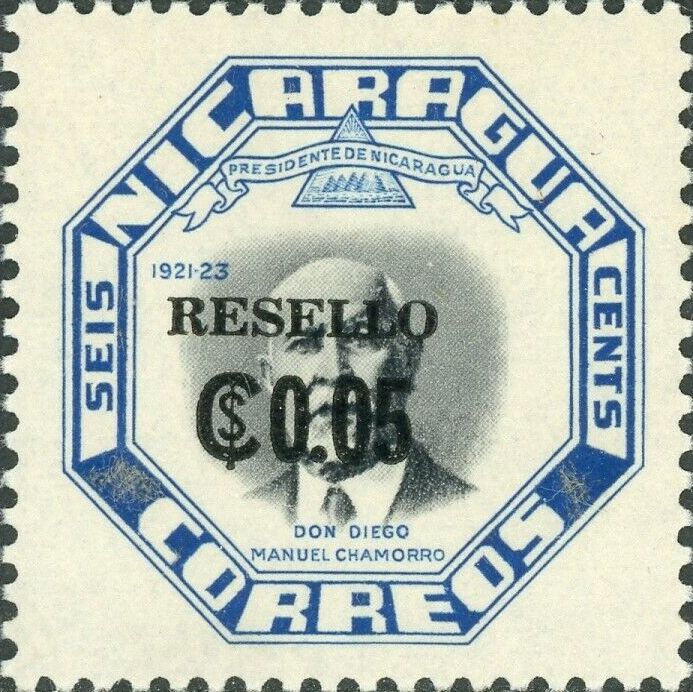 NICARAGUA
PRESIDENTE DE NICARAGUA
1921-23
SEIS
CENTS
RESELLO
₡$ 0.05
DON DIEGO
MANUEL CHAMORRO
CORREOS